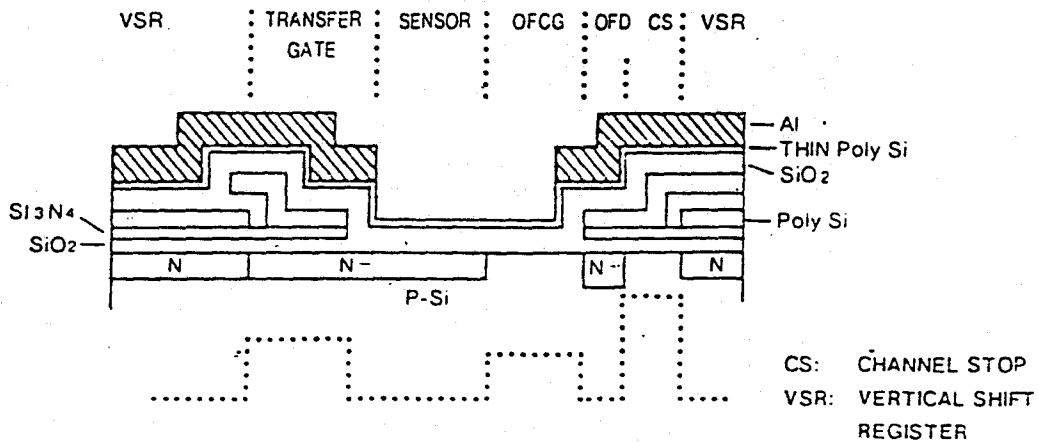 VSR TRANSFER GATE SENSOR OFCG OFD CS VSR
Al
THIN Poly Si
SiO2
Si3N4
Poly Si
SiO2
N N− N− N
P-Si
CS: CHANNEL STOP
VSR: VERTICAL SHIFT
REGISTER